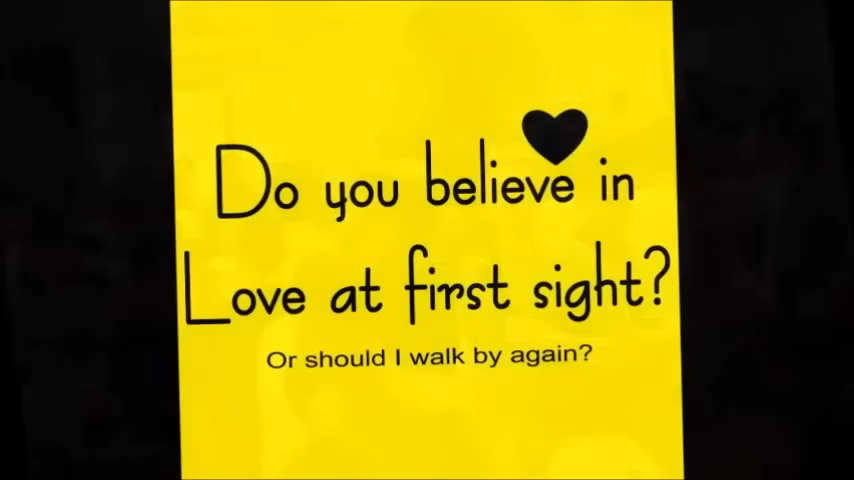 Do you believe in
Love at first sight?
Or should I walk by again?